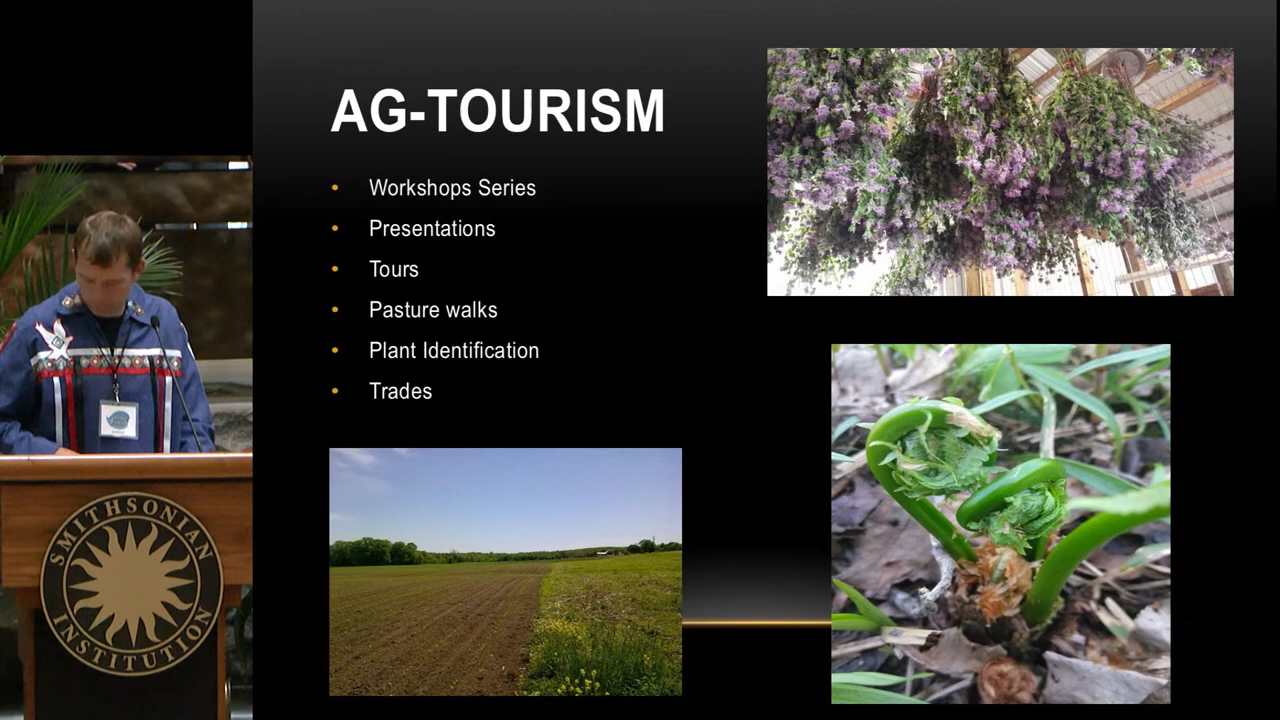 AG-TOURISM
• Workshops Series
• Presentations
• Tours
• Pasture walks
• Plant Identification
• Trades
SMITHSONIAN
INSTITUTION